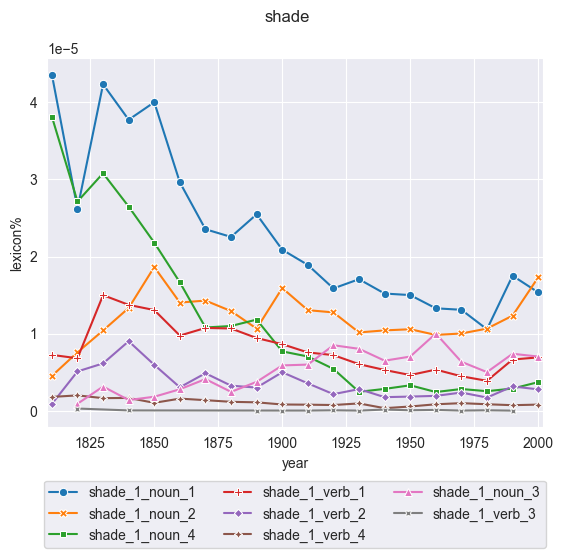 shade
1e−5
4
3
2
1
0
lexicon%
1825 1850 1875 1900 1925 1950 1975 2000
year
shade_1_noun_1 shade_1_verb_1 shade_1_noun_3
shade_1_noun_2 shade_1_verb_2 shade_1_verb_3
shade_1_noun_4 shade_1_verb_4